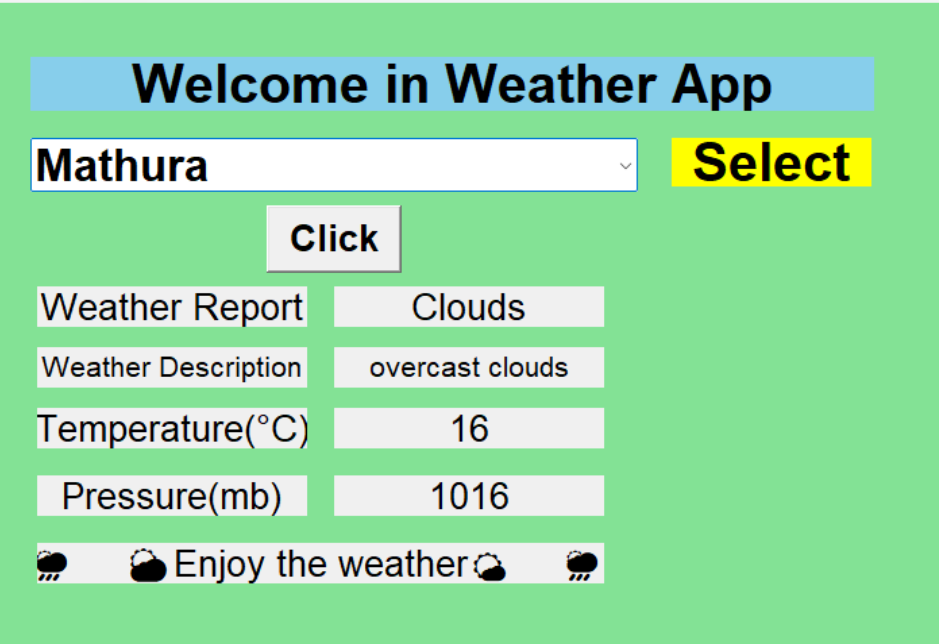 Welcome in Weather App
Mathura Select
Click
Weather Report Clouds
Weather Description overcast clouds
Temperature(°C) 16
Pressure(mb) 1016
Enjoy the weather